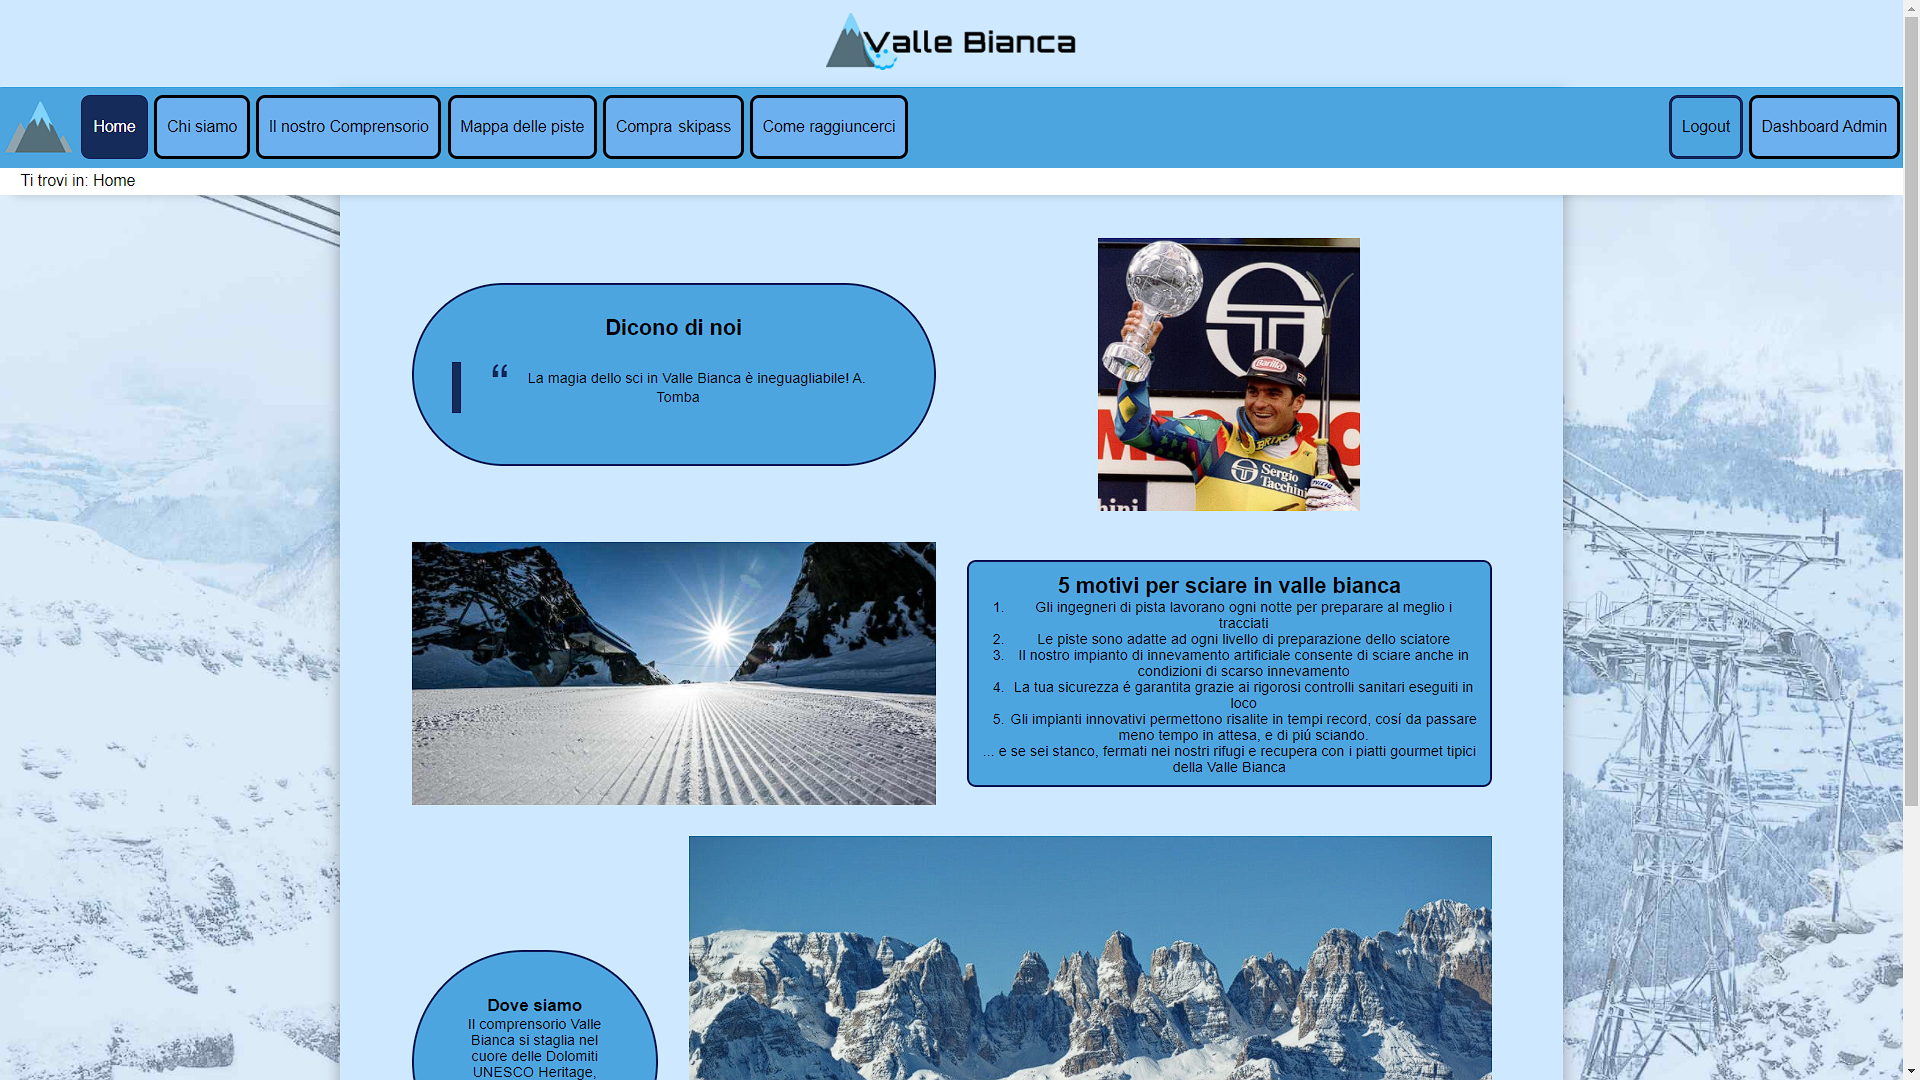 Valle Bianca
Home
Chi siamo
Il nostro Comprensorio
Mappa delle piste
Compra skipass
Come raggiuncerci
Logout
Dashboard Admin
Ti trovi in: Home
Dicono di noi
“ La magia dello sci in Valle Bianca è ineguagliabile! A.
Tomba
Sergio
Tacchini
5 motivi per sciare in valle bianca
1. Gli ingegneri di pista lavorano ogni notte per preparare al meglio i
tracciati
2. Le piste sono adatte ad ogni livello di preparazione dello sciatore
3. Il nostro impianto di innevamento artificiale consente di sciare anche in
condizioni di scarso innevamento
4. La tua sicurezza é garantita grazie ai rigorosi controlli sanitari eseguiti in
loco
5. Gli impianti innovativi permettono risalite in tempi record, cosí da passare
meno tempo in attesa, e di piú sciando.
... e se sei stanco, fermati nei nostri rifugi e recupera con i piatti gourmet tipici
della Valle Bianca
Dove siamo
Il comprensorio Valle
Bianca si staglia nel
cuore delle Dolomiti
UNESCO Heritage,